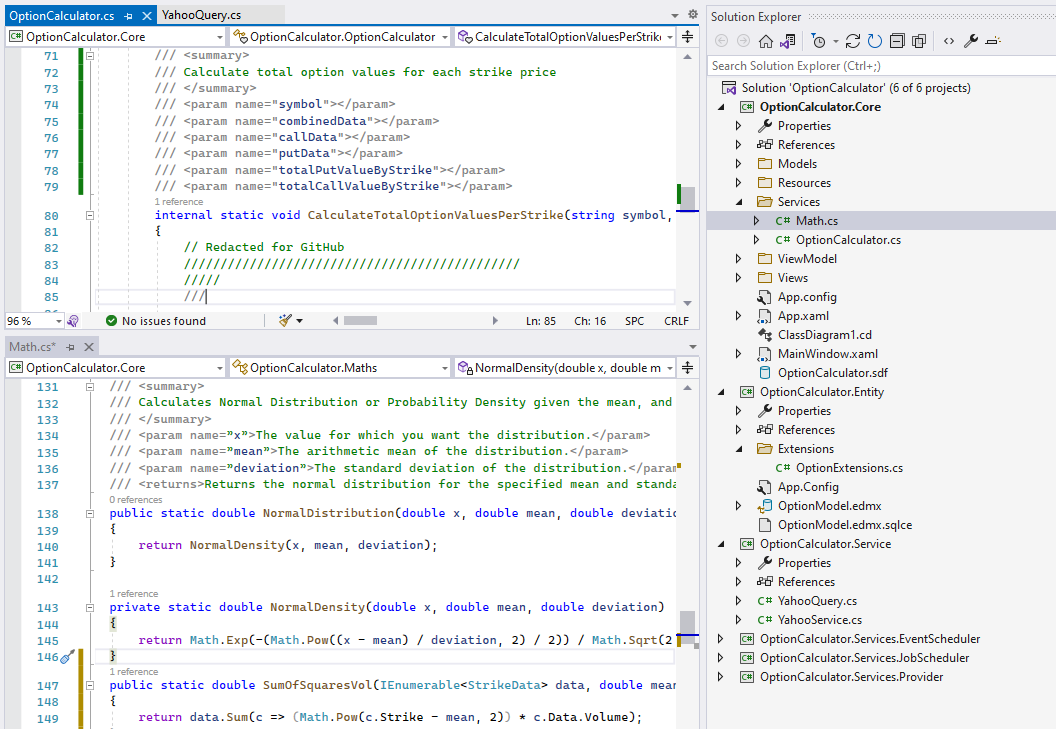 OptionCalculator.cs
YahooQuery.cs
OptionCalculator.Core
OptionCalculator.OptionCalculator
CalculateTotalOptionValuesPerStrike
71 /// <summary>
72 /// Calculate total option values for each strike price
73 /// </summary>
74 /// <param name="symbol"></param>
75 /// <param name="combinedData"></param>
76 /// <param name="callData"></param>
77 /// <param name="putData"></param>
78 /// <param name="totalPutValueByStrike"></param>
79 /// <param name="totalCallValueByStrike"></param>
1 reference
80 internal static void CalculateTotalOptionValuesPerStrike(string symbol,
81 {
82 // Redacted for GitHub
83 //////////////////////////////////////////////
84 /////
85 ///
96 %
No issues found
Ln: 85
Ch: 16
SPC
CRLF
Math.cs*
OptionCalculator.Core
OptionCalculator.Maths
NormalDensity(double x, double m
131 /// <summary>
132 /// Calculates Normal Distribution or Probability Density given the mean, and
133 /// </summary>
134 /// <param name="x">The value for which you want the distribution.</param>
135 /// <param name="mean">The arithmetic mean of the distribution.</param>
136 /// <param name="deviation">The standard deviation of the distribution.</param
137 /// <returns>Returns the normal distribution for the specified mean and standa
0 references
138 public static double NormalDistribution(double x, double mean, double deviatio
139 {
140 return NormalDensity(x, mean, deviation);
141 }
142
1 reference
143 private static double NormalDensity(double x, double mean, double deviation)
144 {
145 return Math.Exp(-(Math.Pow((x - mean) / deviation, 2) / 2)) / Math.Sqrt(2
146 }
1 reference
147 public static double SumOfSquaresVol(IEnumerable<StrikeData> data, double mean
148 {
149 return data.Sum(c => (Math.Pow(c.Strike - mean, 2)) * c.Data.Volume);
Solution Explorer
Search Solution Explorer (Ctrl+;)
Solution 'OptionCalculator' (6 of 6 projects)
C# OptionCalculator.Core
Properties
References
Models
Resources
Services
C# Math.cs
C# OptionCalculator.cs
ViewModel
Views
App.config
App.xaml
ClassDiagram1.cd
MainWindow.xaml
OptionCalculator.sdf
C# OptionCalculator.Entity
Properties
References
Extensions
C# OptionExtensions.cs
App.Config
OptionModel.edmx
OptionModel.edmx.sqlce
C# OptionCalculator.Service
Properties
References
C# YahooQuery.cs
C# YahooService.cs
C# OptionCalculator.Services.EventScheduler
C# OptionCalculator.Services.JobScheduler
C# OptionCalculator.Services.Provider